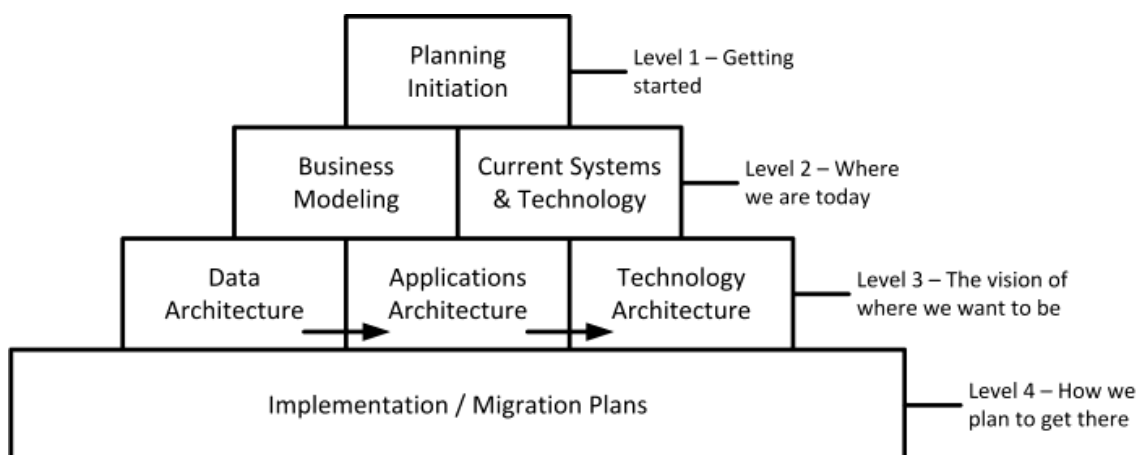 Planning
Initiation
Level 1 – Getting
started
Business
Modeling
Current Systems
& Technology
Level 2 – Where
we are today
Data
Architecture
Applications
Architecture
Technology
Architecture
Level 3 – The vision of
where we want to be
Implementation / Migration Plans
Level 4 – How we
plan to get there